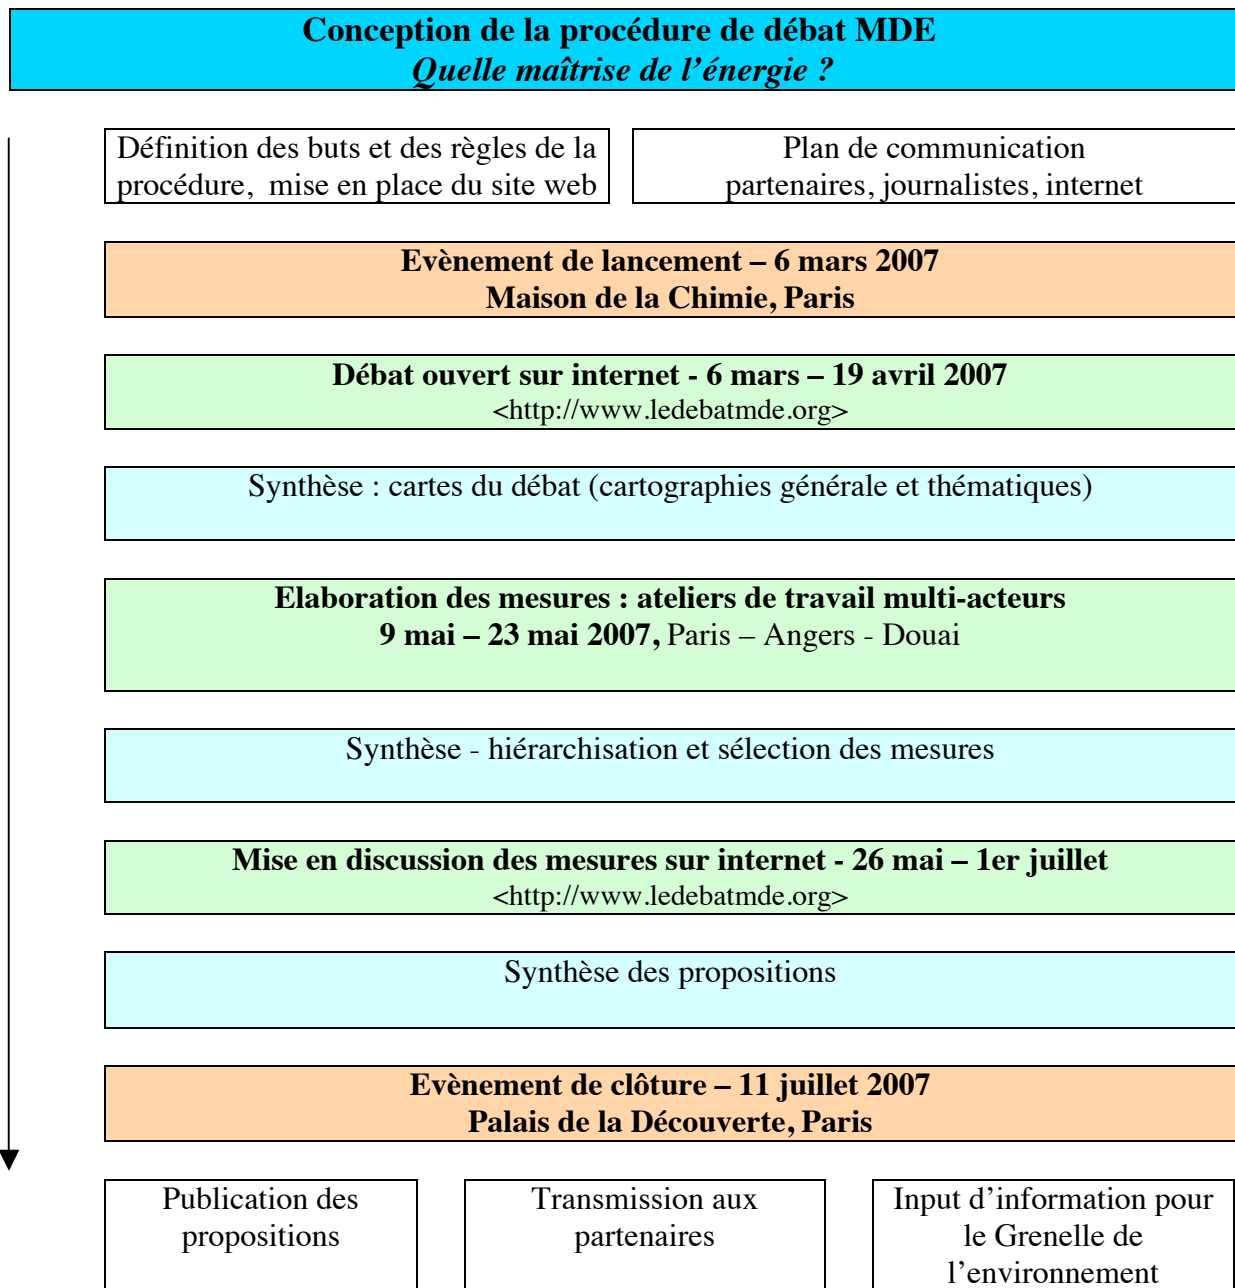 Conception de la procédure de débat MDE
Quelle maîtrise de l’énergie ?
Définition des buts et des règles de la
procédure, mise en place du site web
Plan de communication
partenaires, journalistes, internet
Evènement de lancement – 6 mars 2007
Maison de la Chimie, Paris
Débat ouvert sur internet - 6 mars – 19 avril 2007
<http://www.ledebatmde.org>
Synthèse : cartes du débat (cartographies générale et thématiques)
Elaboration des mesures : ateliers de travail multi-acteurs
9 mai – 23 mai 2007, Paris – Angers - Douai
Synthèse - hiérarchisation et sélection des mesures
Mise en discussion des mesures sur internet - 26 mai – 1er juillet
<http://www.ledebatmde.org>
Synthèse des propositions
Evènement de clôture – 11 juillet 2007
Palais de la Découverte, Paris
Publication des
propositions
Transmission aux
partenaires
Input d’information pour
le Grenelle de
l’environnement